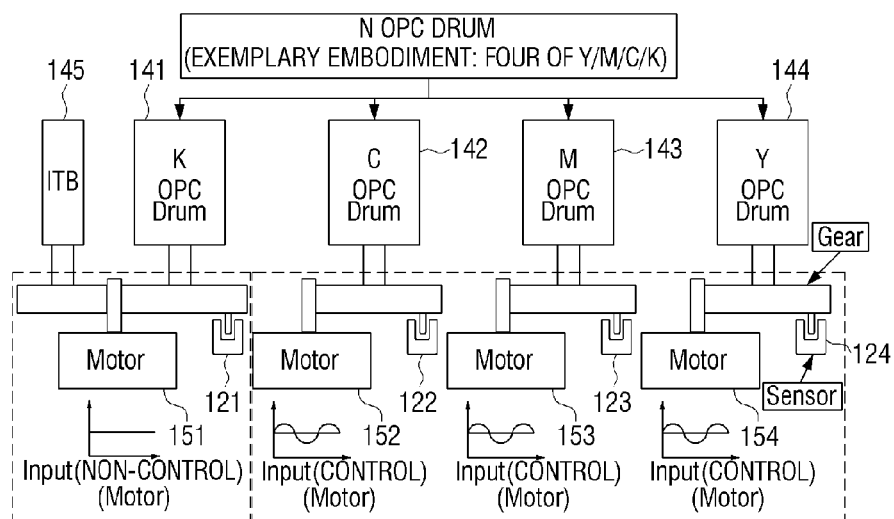 N OPC DRUM
(EXEMPLARY EMBODIMENT: FOUR OF Y/M/C/K)
145
141
144
ITB
K
OPC
Drum
C
OPC
Drum
142
M
OPC
Drum
143
Y
OPC
Drum
Gear
Motor
121
Motor
122
Motor
123
Motor
124
Sensor
151
152
153
154
Input(NON-CONTROL)
(Motor)
Input(CONTROL)
(Motor)
Input(CONTROL)
(Motor)
Input(CONTROL)
(Motor)